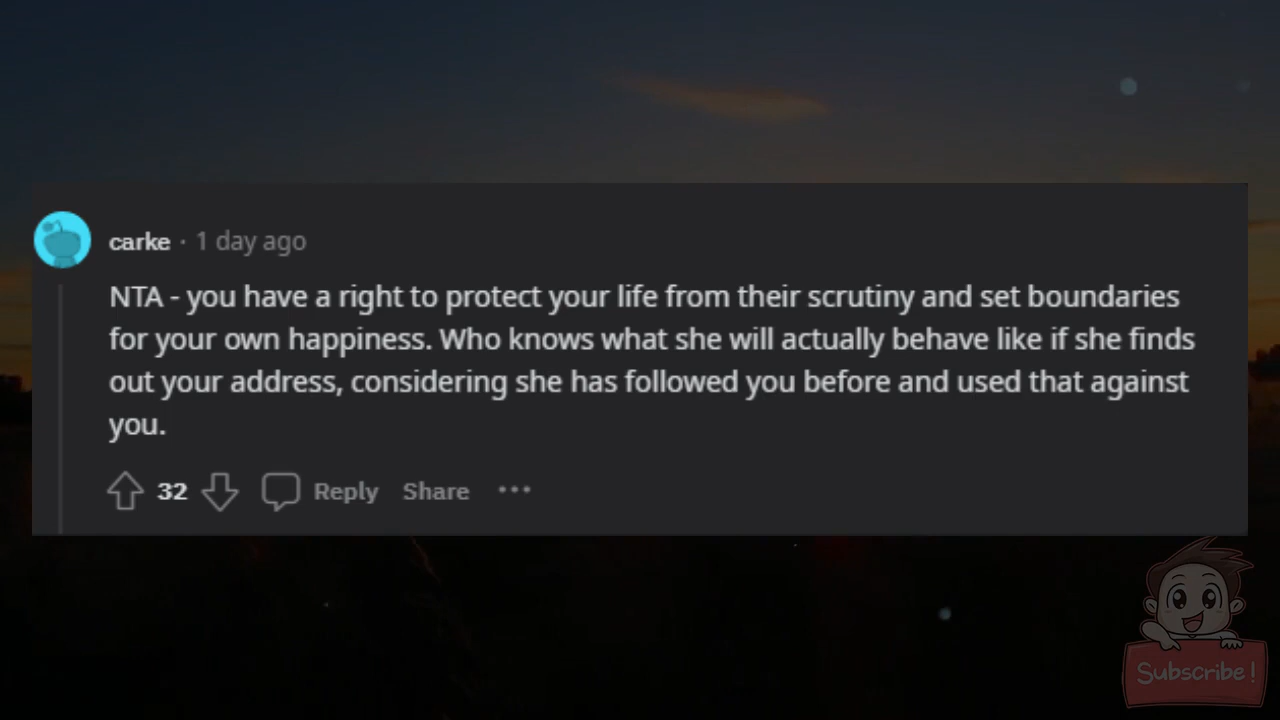 carke · 1 day ago
NTA - you have a right to protect your life from their scrutiny and set boundaries
for your own happiness. Who knows what she will actually behave like if she finds
out your address, considering she has followed you before and used that against
you.
32 Reply Share ···
Subscribe!